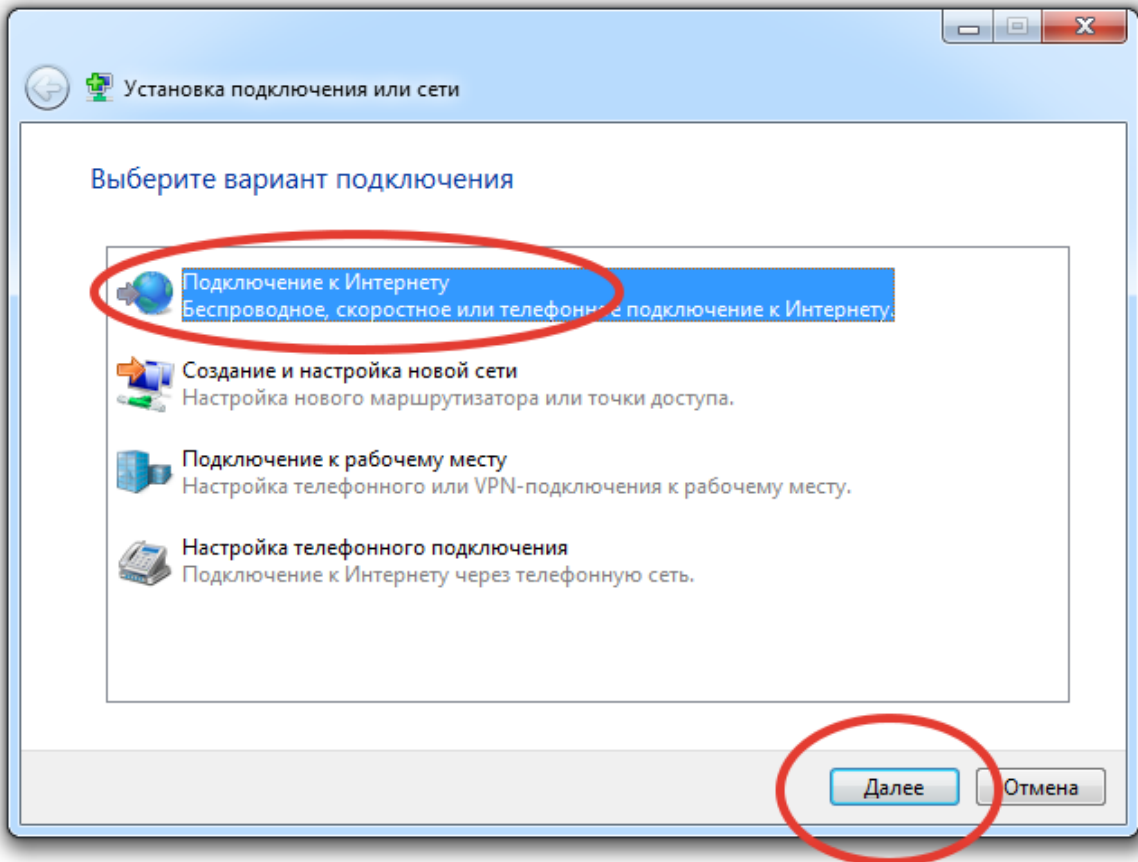 Установка подключения или сети
Выберите вариант подключения
Подключение к Интернету
Беспроводное, скоростное или телефонное подключение к Интернету.
Создание и настройка новой сети
Настройка нового маршрутизатора или точки доступа.
Подключение к рабочему месту
Настройка телефонного или VPN-подключения к рабочему месту.
Настройка телефонного подключения
Подключение к Интернету через телефонную сеть.
Далее Отмена